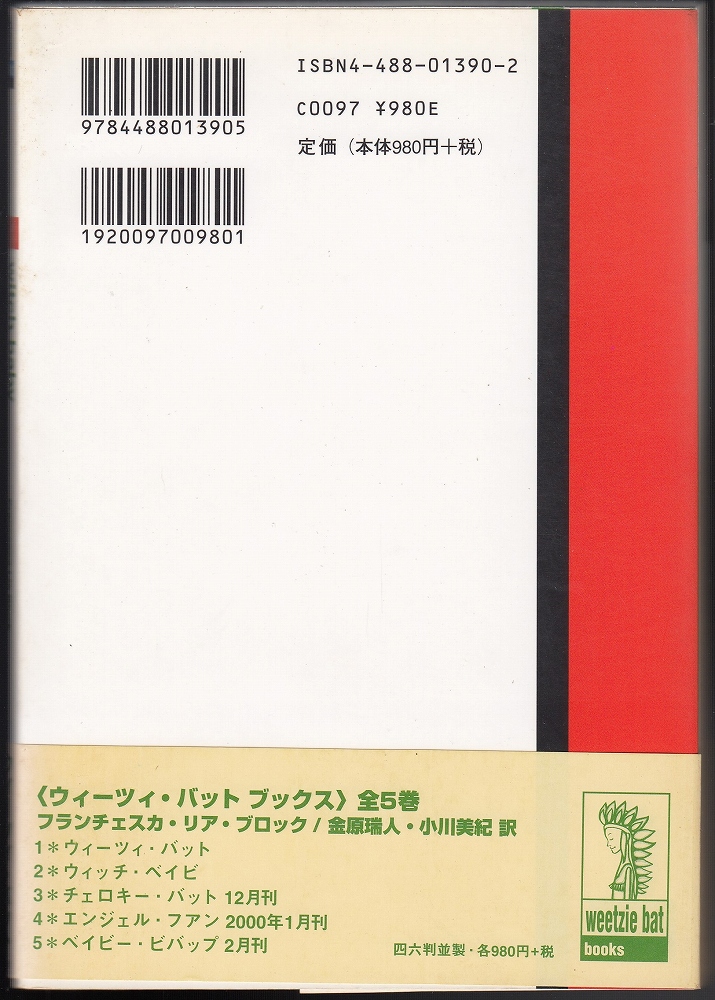 ISBN4-488-01390-2
C0097 ¥980E
定価（本体980円＋税）
9784488013905
1920097009801
〈ウィーツィ・バット ブックス〉全5巻
フランチェスカ・リア・ブロック / 金原瑞人・小川美紀 訳
1＊ウィーツィ・バット
2＊ウィッチ・ベイビ
3＊チェロキー・バット 12月刊
4＊エンジェル・フアン 2000年1月刊
5＊ベイビー・ビバップ 2月刊
四六判並製・各980円+税
weetzie bat
books